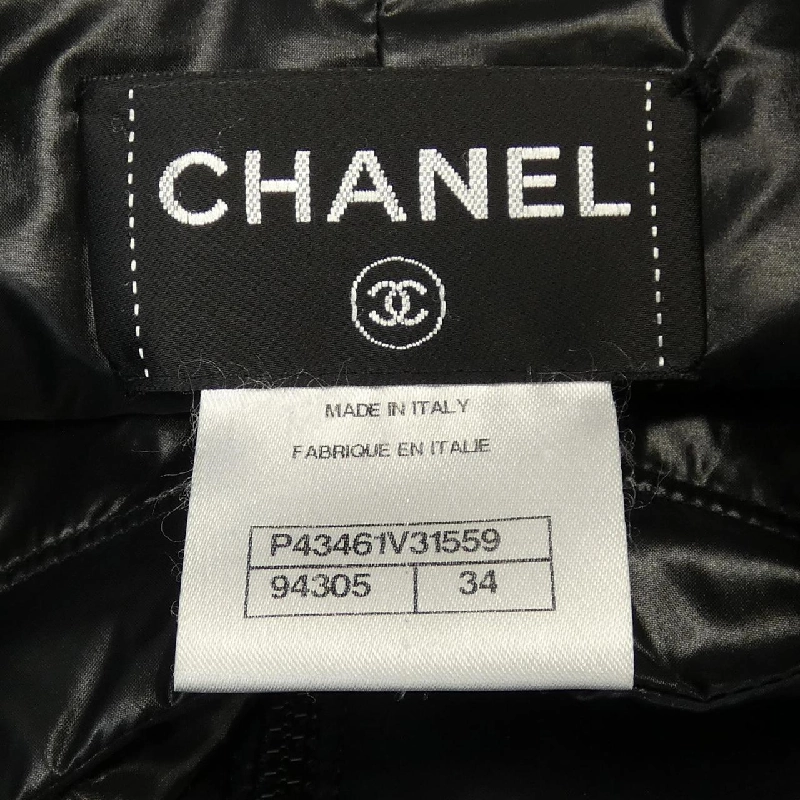 CHANEL
MADE IN ITALY
FABRIQUE EN ITALIE
P43461V31559
94305 34